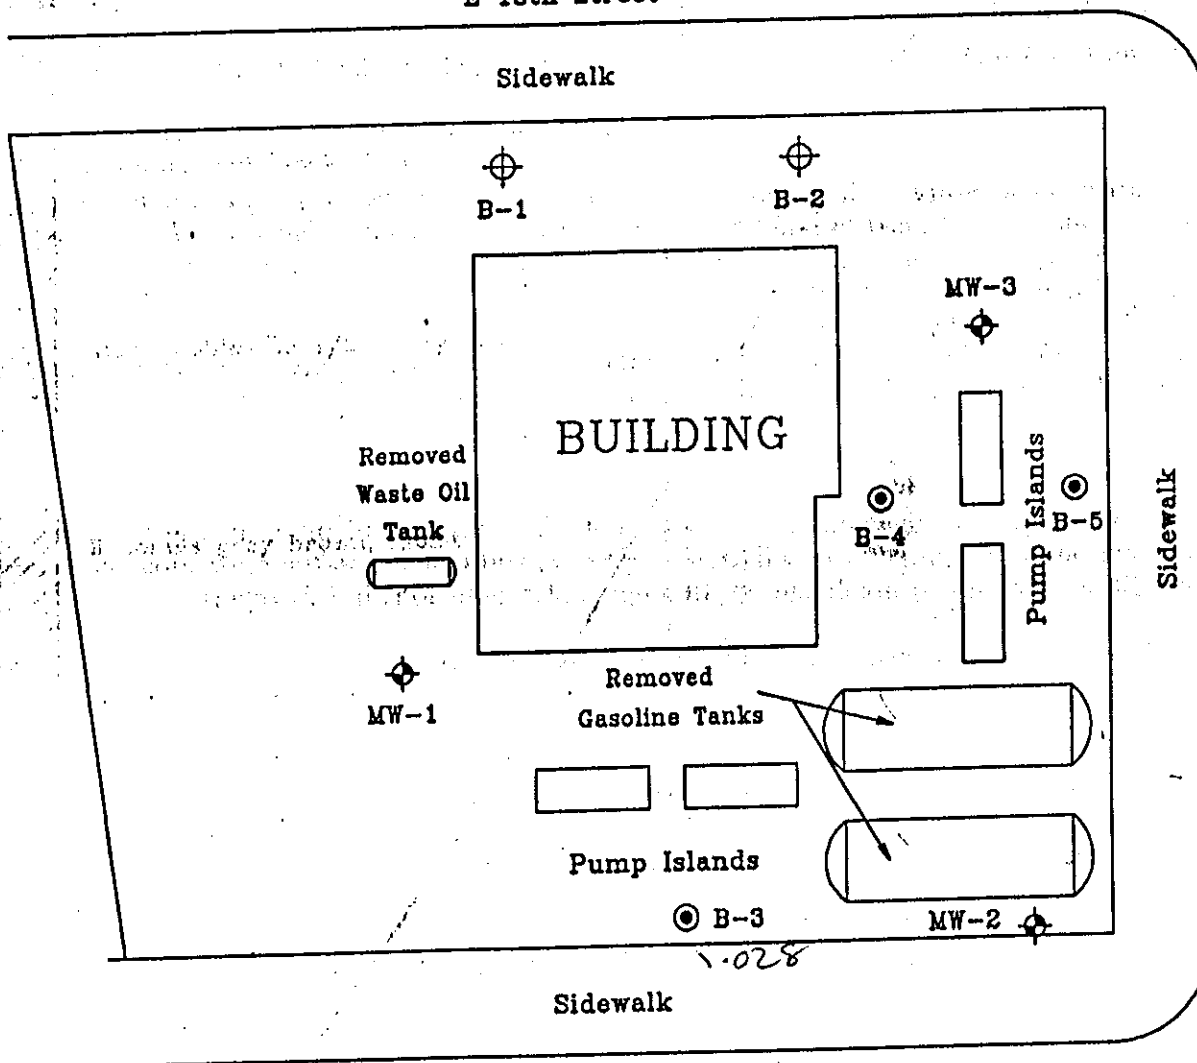 Sidewalk
B-1
B-2
MW-3
BUILDING
Removed
Waste Oil
Tank
Pump Islands
B-4
B-5
Sidewalk
MW-1
Removed
Gasoline Tanks
Pump Islands
B-3
MW-2
1.028
Sidewalk